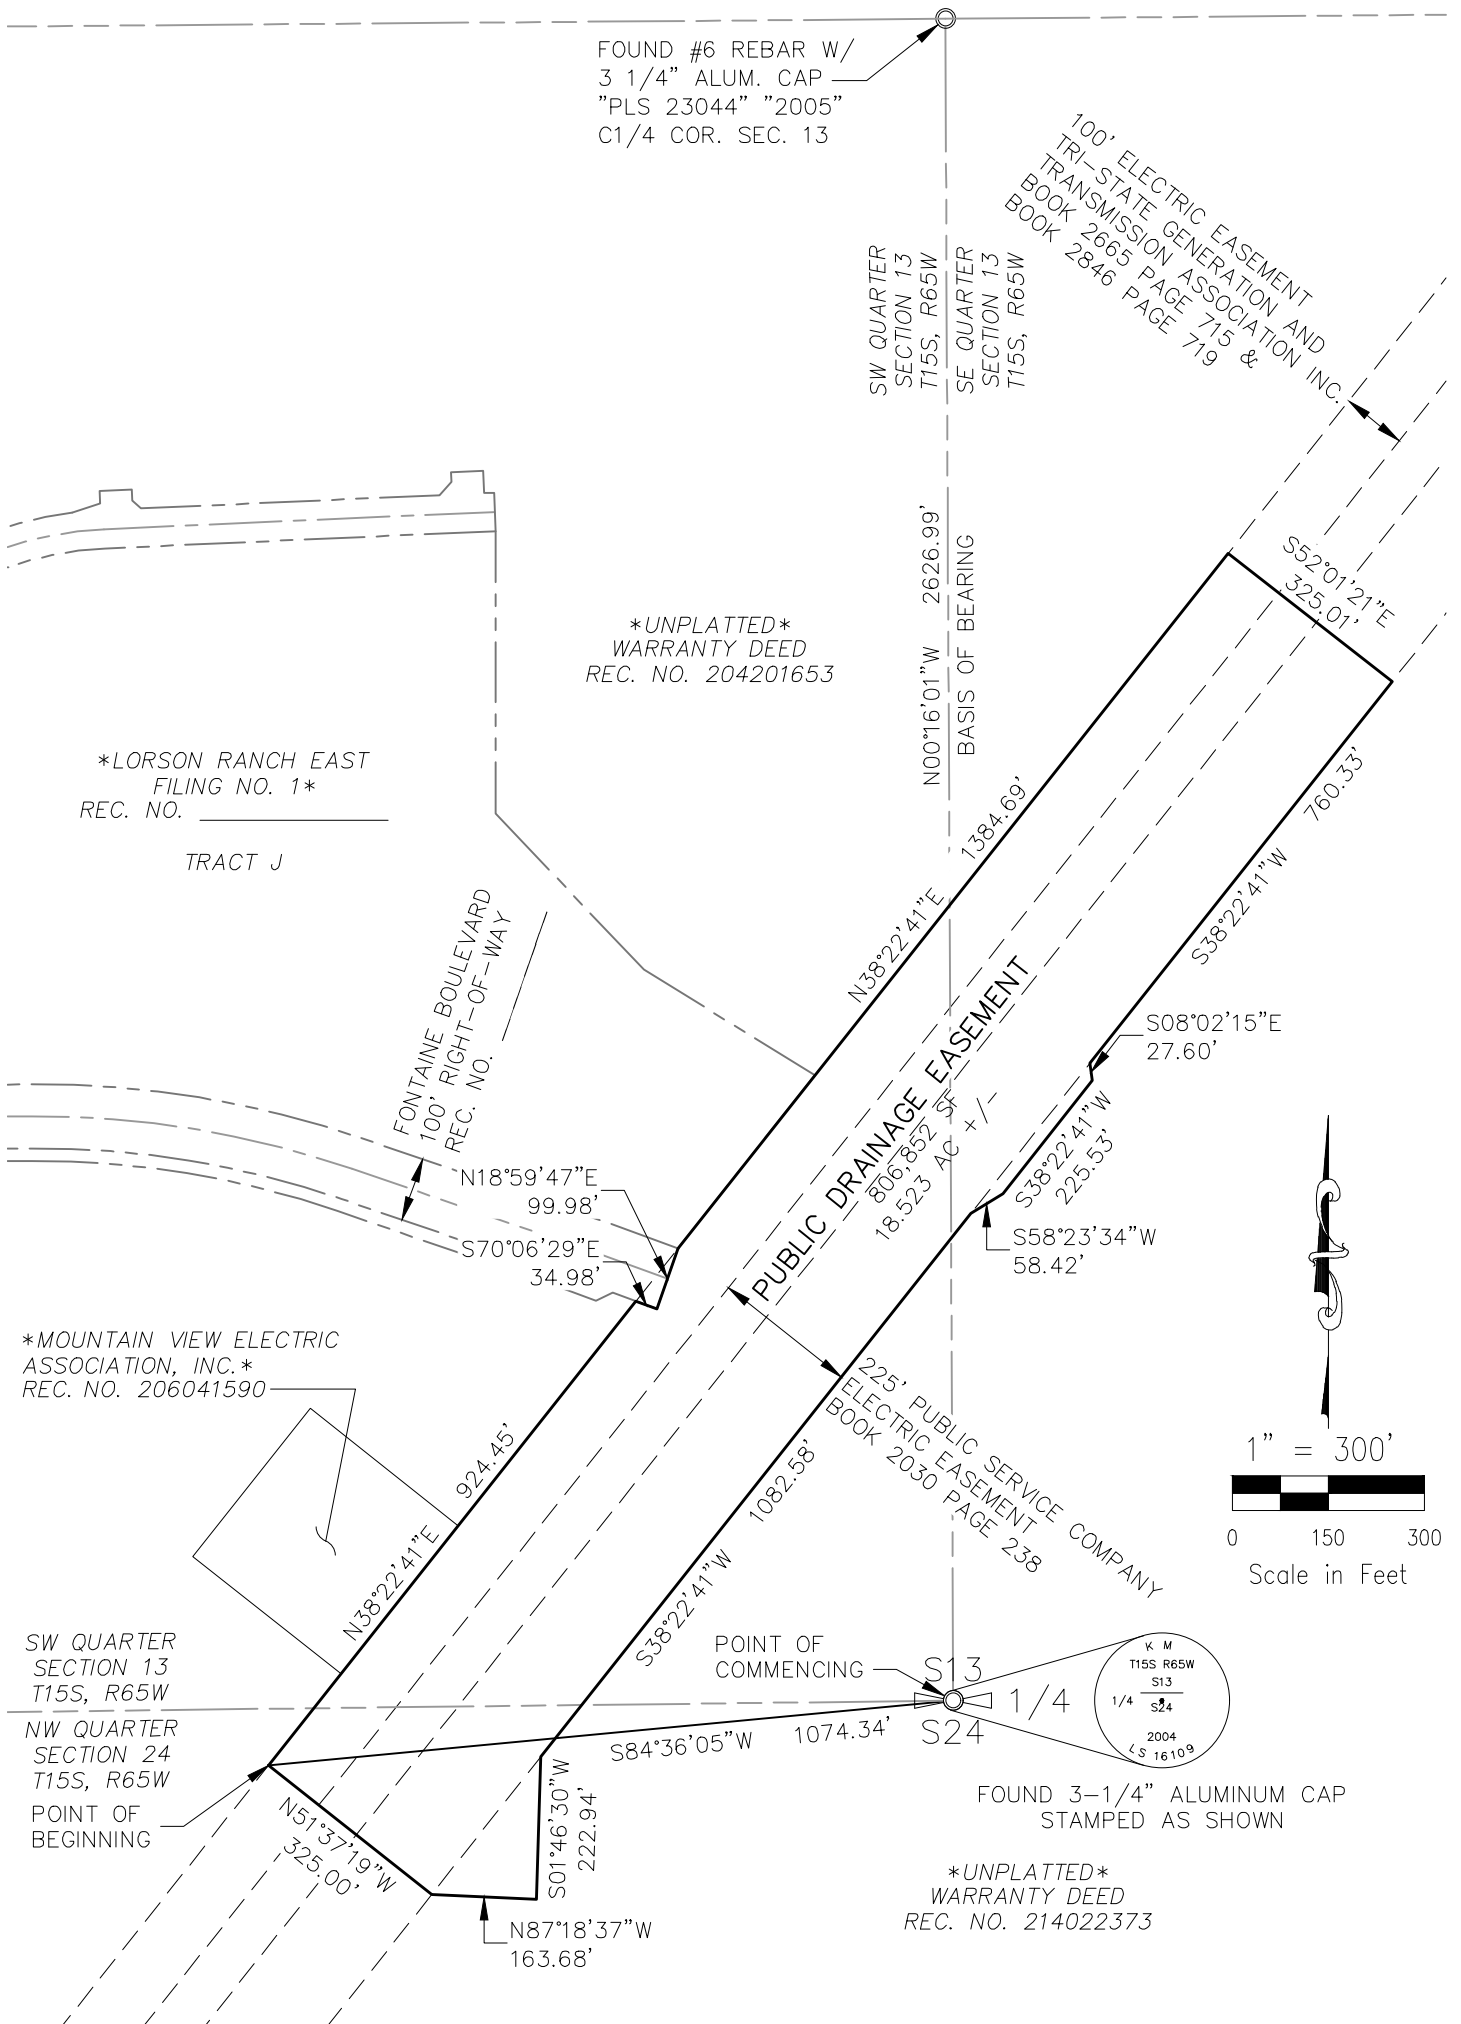 FOUND #6 REBAR W/
3 1/4" ALUM. CAP
"PLS 23044" "2005"
C1/4 COR. SEC. 13
100' ELECTRIC EASEMENT
TRI-STATE GENERATION AND
TRANSMISSION ASSOCIATION INC.
BOOK 2665 PAGE 715 &
BOOK 2846 PAGE 719
SW QUARTER
SECTION 13
T15S, R65W
SE QUARTER
SECTION 13
T15S, R65W
N00°16'01"W 2626.99'
BASIS OF BEARING
S52°01'21"E
325.01'
*UNPLATTED*
WARRANTY DEED
REC. NO. 204201653
*LORSON RANCH EAST
FILING NO. 1*
REC. NO.
TRACT J
N38°22'41"E 1384.69'
S38°22'41"W 760.33'
FONTAINE BOULEVARD
100' RIGHT-OF-WAY
REC. NO.
S08°02'15"E
27.60'
PUBLIC DRAINAGE EASEMENT
806,852 SF
18.523 AC +/-
S38°22'41"W
225.53'
N18°59'47"E
99.98'
S70°06'29"E
34.98'
S58°23'34"W
58.42'
*MOUNTAIN VIEW ELECTRIC
ASSOCIATION, INC.*
REC. NO. 206041590
225' PUBLIC SERVICE COMPANY
ELECTRIC EASEMENT
BOOK 2030 PAGE 238
1" = 300'
0 150 300
Scale in Feet
N38°22'41"E 924.45'
S38°22'41"W 1082.58'
SW QUARTER
SECTION 13
T15S, R65W
NW QUARTER
SECTION 24
T15S, R65W
POINT OF
COMMENCING
S13
1/4
S24
K M
T15S R65W
S13
1/4
S24
2004
LS 16109
S84°36'05"W 1074.34'
FOUND 3-1/4" ALUMINUM CAP
STAMPED AS SHOWN
POINT OF
BEGINNING
N51°37'19"W
325.00'
S01°46'30"W
222.94'
N87°18'37"W
163.68'
*UNPLATTED*
WARRANTY DEED
REC. NO. 214022373